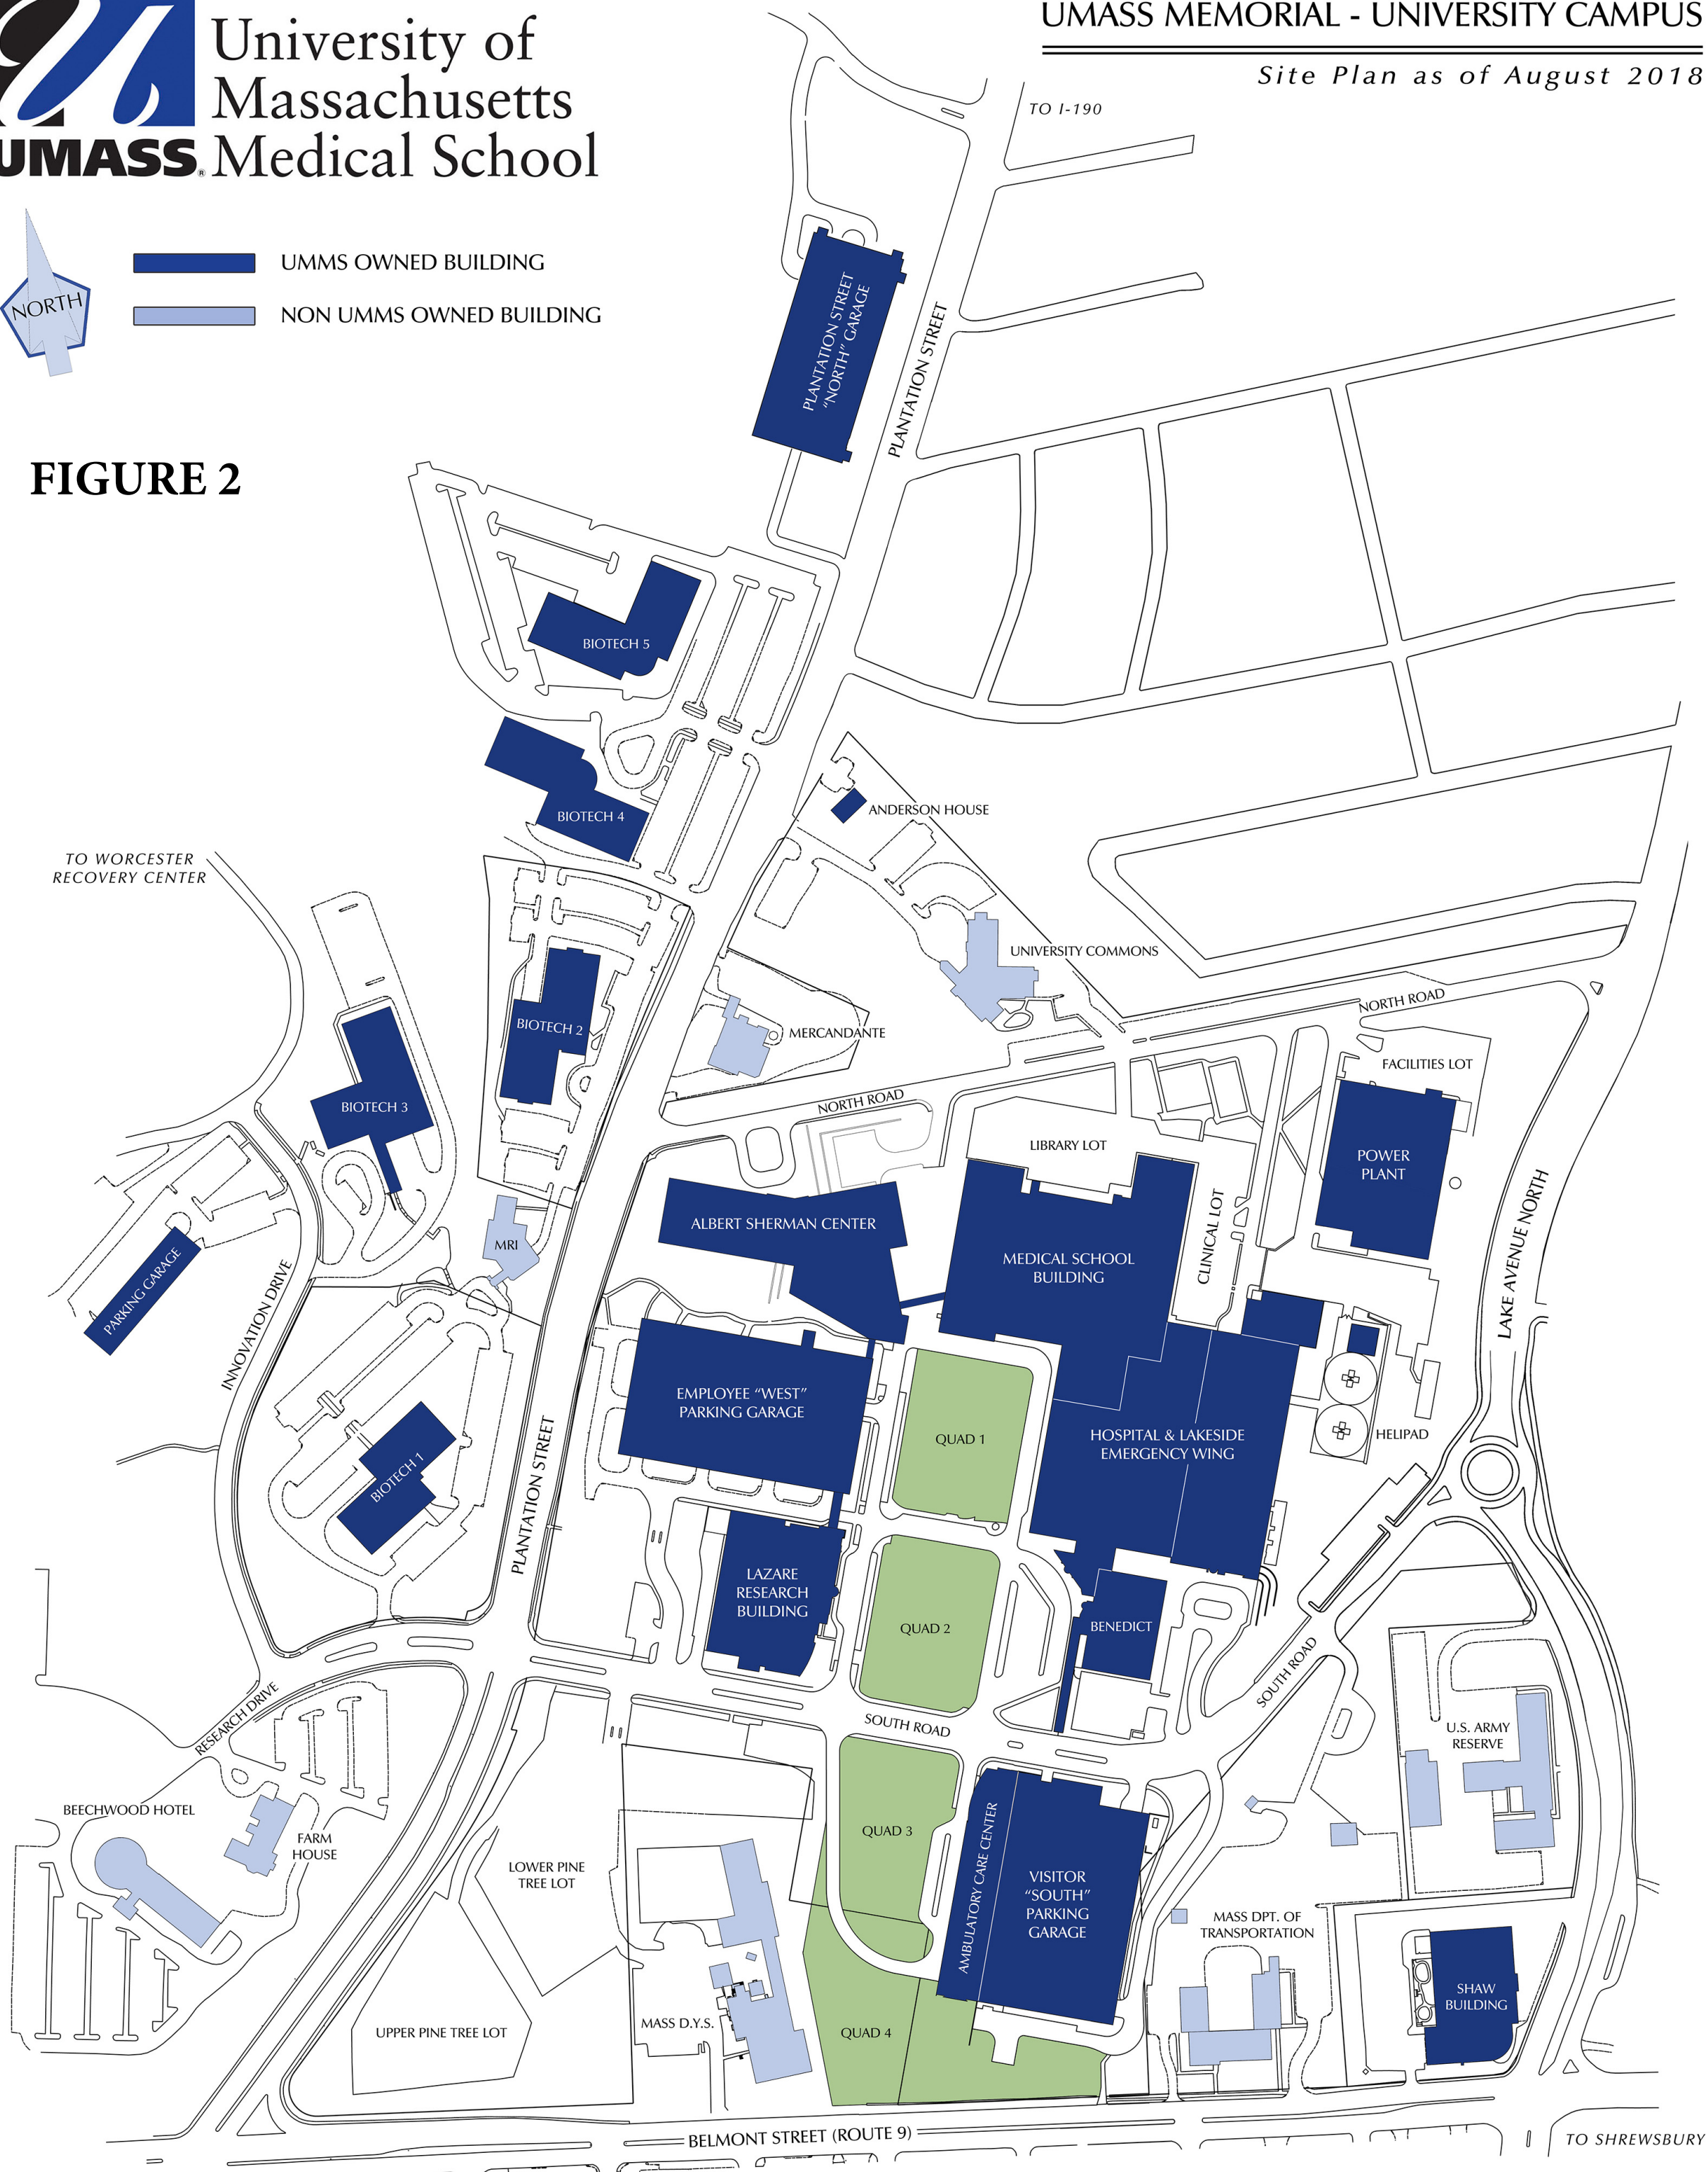 UMASS MEMORIAL - UNIVERSITY CAMPUS
Site Plan as of August 2018
University of
Massachusetts
Medical School
UMASS®
NORTH
UMMS OWNED BUILDING
NON UMMS OWNED BUILDING
FIGURE 2
TO I-190
PLANTATION STREET
"NORTH" GARAGE
PLANTATION STREET
BIOTECH 5
BIOTECH 4
ANDERSON HOUSE
TO WORCESTER
RECOVERY CENTER
UNIVERSITY COMMONS
NORTH ROAD
BIOTECH 2
MERCANDANTE
FACILITIES LOT
BIOTECH 3
NORTH ROAD
LIBRARY LOT
POWER
PLANT
ALBERT SHERMAN CENTER
MRI
CLINICAL LOT
MEDICAL SCHOOL
BUILDING
LAKE AVENUE NORTH
PARKING GARAGE
INNOVATION DRIVE
EMPLOYEE "WEST"
PARKING GARAGE
QUAD 1
HOSPITAL & LAKESIDE
EMERGENCY WING
HELIPAD
BIOTECH 1
PLANTATION STREET
LAZARE
RESEARCH
BUILDING
QUAD 2
BENEDICT
SOUTH ROAD
RESEARCH DRIVE
SOUTH ROAD
U.S. ARMY
RESERVE
BEECHWOOD HOTEL
FARM
HOUSE
QUAD 3
LOWER PINE
TREE LOT
AMBULATORY CARE CENTER
VISITOR
"SOUTH"
PARKING
GARAGE
MASS DPT. OF
TRANSPORTATION
SHAW
BUILDING
UPPER PINE TREE LOT
MASS D.Y.S.
QUAD 4
BELMONT STREET (ROUTE 9)
TO SHREWSBURY